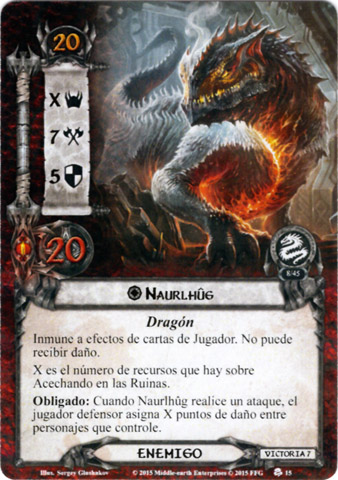 20
X
7
5
20
8/45
NAURLHÛG
Dragón
Inmune a efectos de cartas de Jugador. No puede
recibir daño.
X es el número de recursos que hay sobre
Acechando en las Ruinas.
Obligado: Cuando Naurlhûg realice un ataque, el
jugador defensor asigna X puntos de daño entre
personajes que controle.
ENEMIGO
VICTORIA 7
Illus. Sergey Glushakov
© 2015 Middle-earth Enterprises © 2015 FFG
15